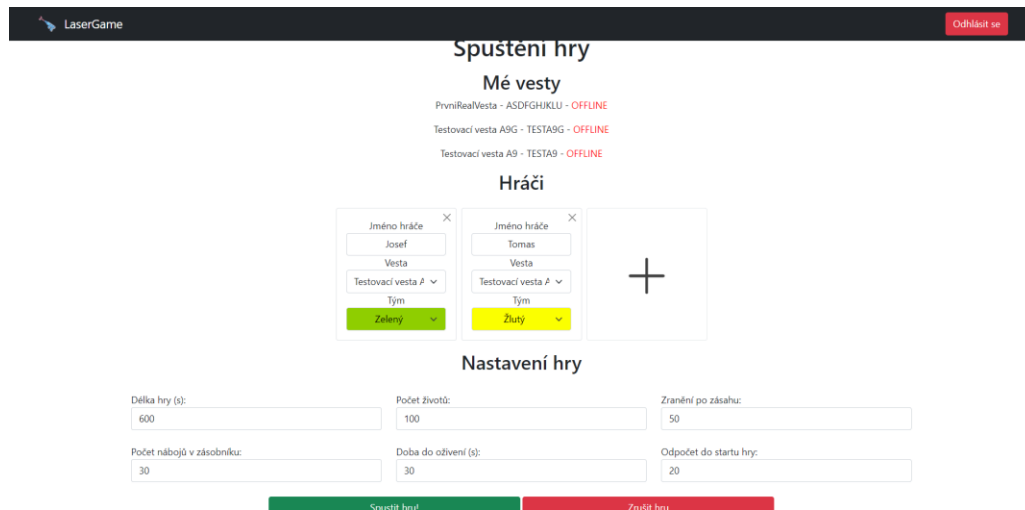 LaserGame
Odhlásit se
Spuštění hry
Mé vesty
PrvniRealVesta - ASDFGHJKLU - OFFLINE
Testovací vesta A9G - TESTA9G - OFFLINE
Testovací vesta A9 - TESTA9 - OFFLINE
Hráči
Jméno hráče
Josef
Vesta
Testovací vesta A
Tým
Zelený
Jméno hráče
Tomas
Vesta
Testovací vesta A
Tým
Žlutý
Nastavení hry
Délka hry (s):
600
Počet životů:
100
Zranění po zásahu:
50
Počet nábojů v zásobníku:
30
Doba do oživení (s):
30
Odpočet do startu hry:
20
Spustit hru!
Zrušit hru